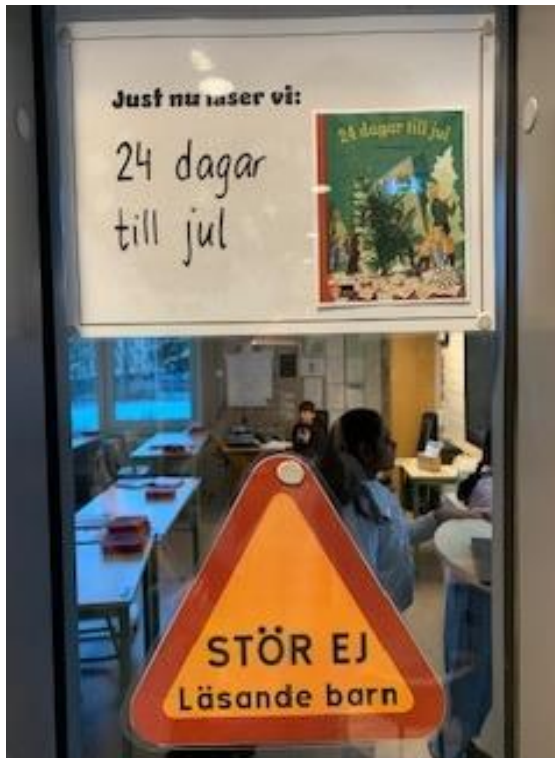 Just nu läser vi:
24 dagar
till jul
24 dagar till jul
STÖR EJ
Läsande barn